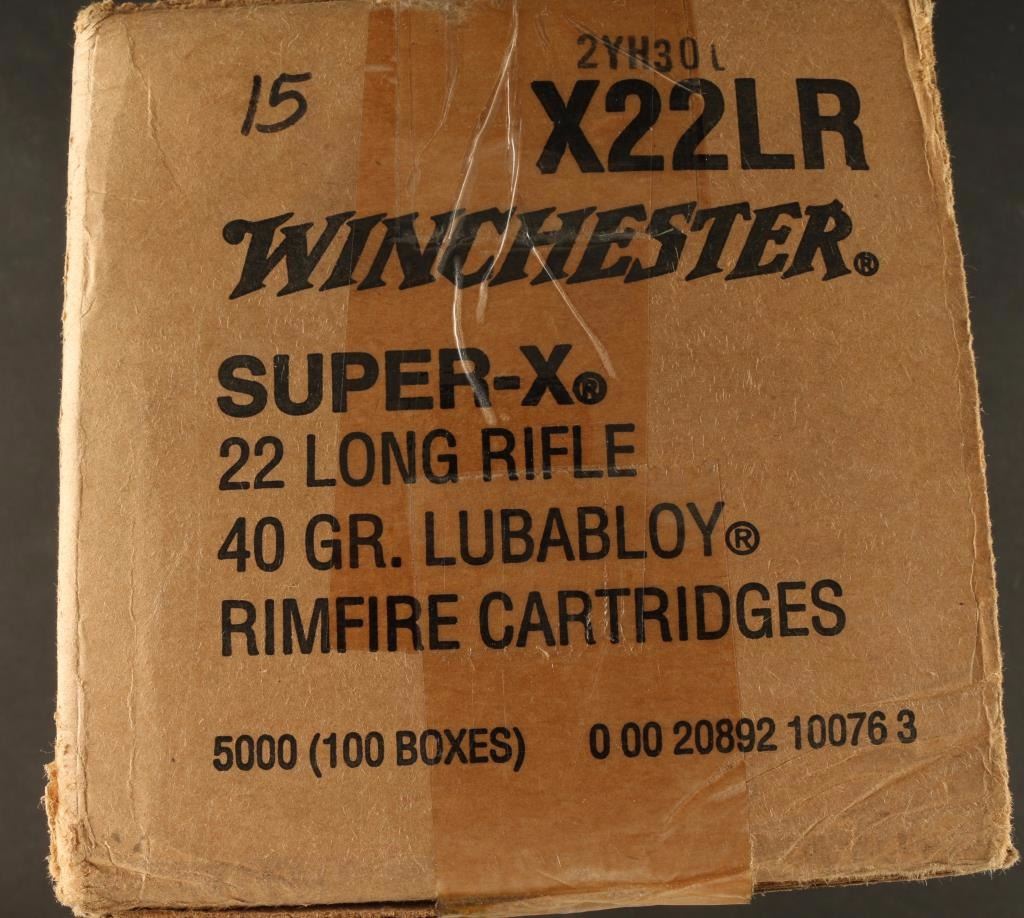 2YH301
15
X22LR
WINCHESTER®
SUPER-X®
22 LONG RIFLE
40 GR. LUBABLOY®
RIMFIRE CARTRIDGES
5000 (100 BOXES) 0 00 20892 10076 3